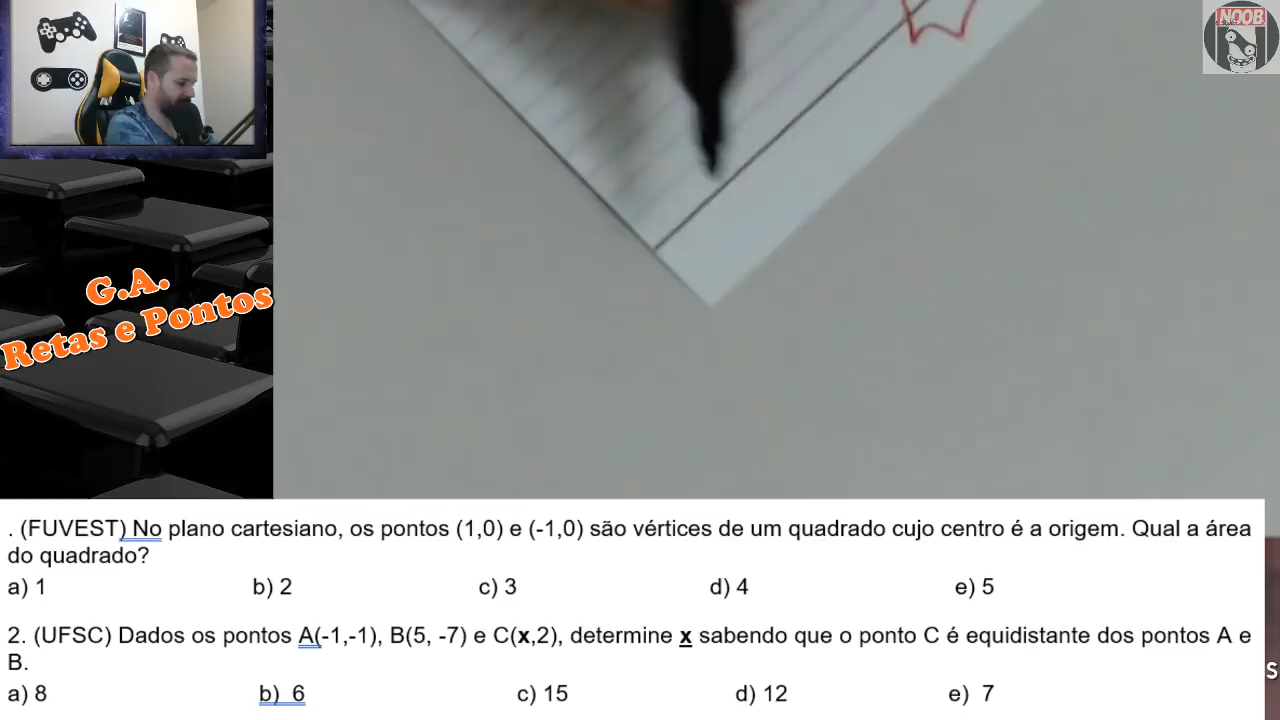 NOOB
G.A.
Retas e Pontos
. (FUVEST) No plano cartesiano, os pontos (1,0) e (-1,0) são vértices de um quadrado cujo centro é a origem. Qual a área
do quadrado?
a) 1 b) 2 c) 3 d) 4 e) 5
2. (UFSC) Dados os pontos A(-1,-1), B(5, -7) e C(x,2), determine x sabendo que o ponto C é equidistante dos pontos A e
B.
a) 8 b) 6 c) 15 d) 12 e) 7
s